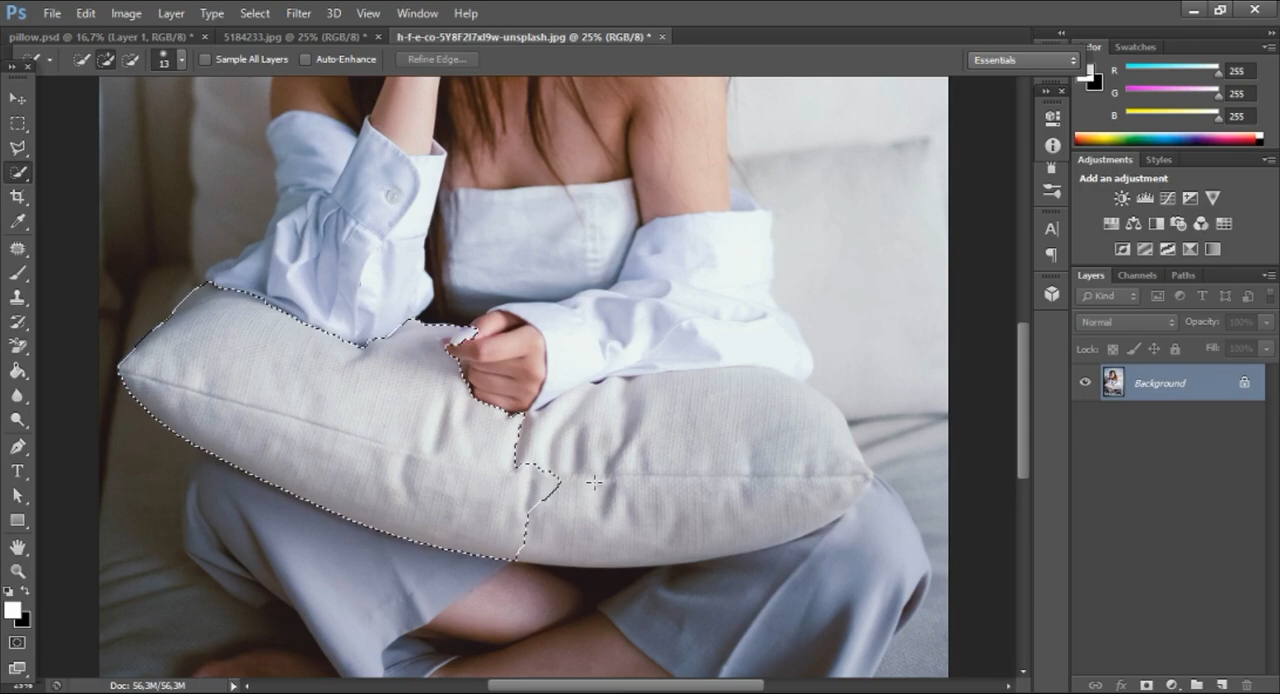 Ps File Edit Image Layer Type Select Filter 3D View Window Help
pillow.psd @ 16,7% (Layer 1, RGB/8) * × 5184233.jpg @ 25% (RGB/8) * × h-f-e-co-5Y8F2l7xI9w-unsplash.jpg @ 25% (RGB/8) * ×
13 Sample All Layers Auto-Enhance Refine Edge... Essentials
Swatches
R 255
G 255
B 255
Adjustments Styles
Add an adjustment
Layers Channels Paths
Kind
Normal Opacity: 100%
Lock: Fill: 100%
Background
Doc: 56,3M/56,3M